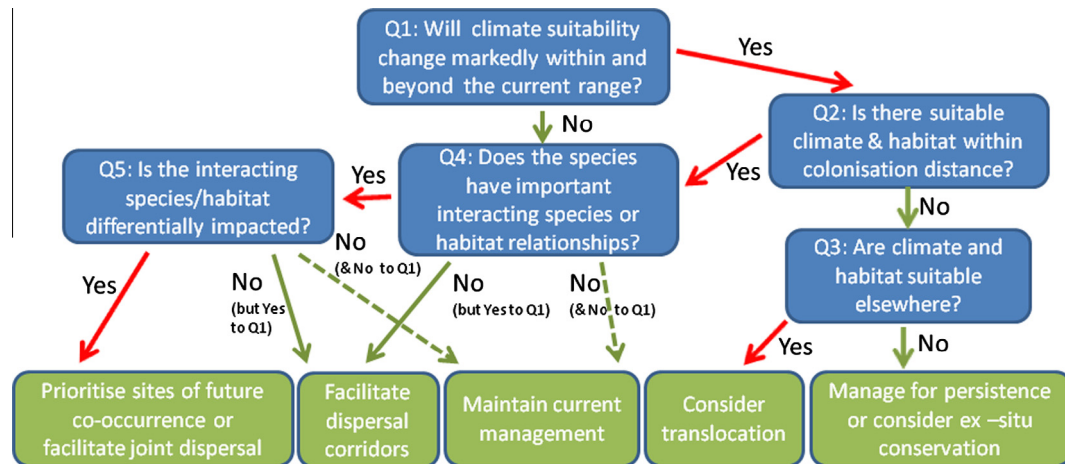 Q1: Will climate suitability
change markedly within and
beyond the current range?
Yes
No
Q2: Is there suitable
climate & habitat within
colonisation distance?
Yes
No
Q4: Does the species
have important
interacting species or
habitat relationships?
Yes
Q5: Is the interacting
species/habitat
differentially impacted?
Q3: Are climate and
habitat suitable
elsewhere?
Yes
No
(but Yes
to Q1)
No
(& No to Q1)
No
(but Yes to Q1)
No
(& No to Q1)
Yes
No
Prioritise sites of future
co-occurrence or
facilitate joint dispersal
Facilitate
dispersal
corridors
Maintain current
management
Consider
translocation
Manage for persistence
or consider ex –situ
conservation